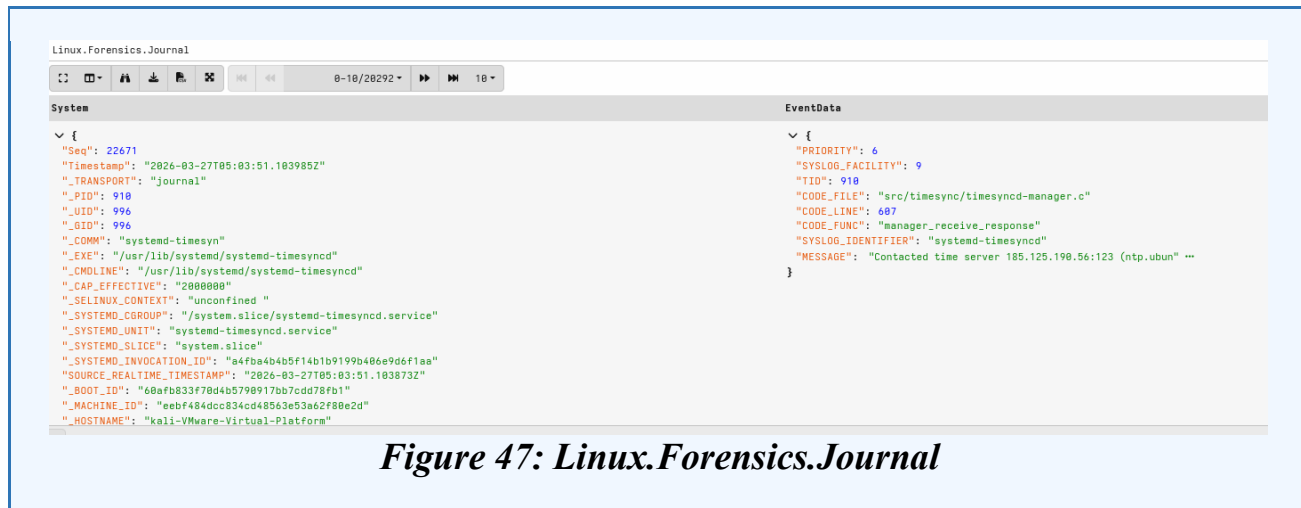 Linux.Forensics.Journal
0-10/20292
10
System
EventData
{
"Seq": 22671
"Timestamp": "2026-03-27T05:03:51.103985Z"
"_TRANSPORT": "journal"
"_PID": 910
"_UID": 996
"_GID": 996
"_COMM": "systemd-timesyn"
"_EXE": "/usr/lib/systemd/systemd-timesyncd"
"_CMDLINE": "/usr/lib/systemd/systemd-timesyncd"
"_CAP_EFFECTIVE": "2000000"
"_SELINUX_CONTEXT": "unconfined "
"_SYSTEMD_CGROUP": "/system.slice/systemd-timesyncd.service"
"_SYSTEMD_UNIT": "systemd-timesyncd.service"
"_SYSTEMD_SLICE": "system.slice"
"_SYSTEMD_INVOCATION_ID": "a4fba4b4b5f14b1b9199b406e9d6f1aa"
"SOURCE_REALTIME_TIMESTAMP": "2026-03-27T05:03:51.103873Z"
"_BOOT_ID": "60afb833f70d4b5790917bb7cdd78fb1"
"_MACHINE_ID": "eebf484dcc834cd48563e53a62f80e2d"
"_HOSTNAME": "kali-VMware-Virtual-Platform"
{
"PRIORITY": 6
"SYSLOG_FACILITY": 9
"TID": 910
"CODE_FILE": "src/timesync/timesyncd-manager.c"
"CODE_LINE": 607
"CODE_FUNC": "manager_receive_response"
"SYSLOG_IDENTIFIER": "systemd-timesyncd"
"MESSAGE": "Contacted time server 185.125.190.56:123 (ntp.ubun" ...
}
Figure 47: Linux.Forensics.Journal